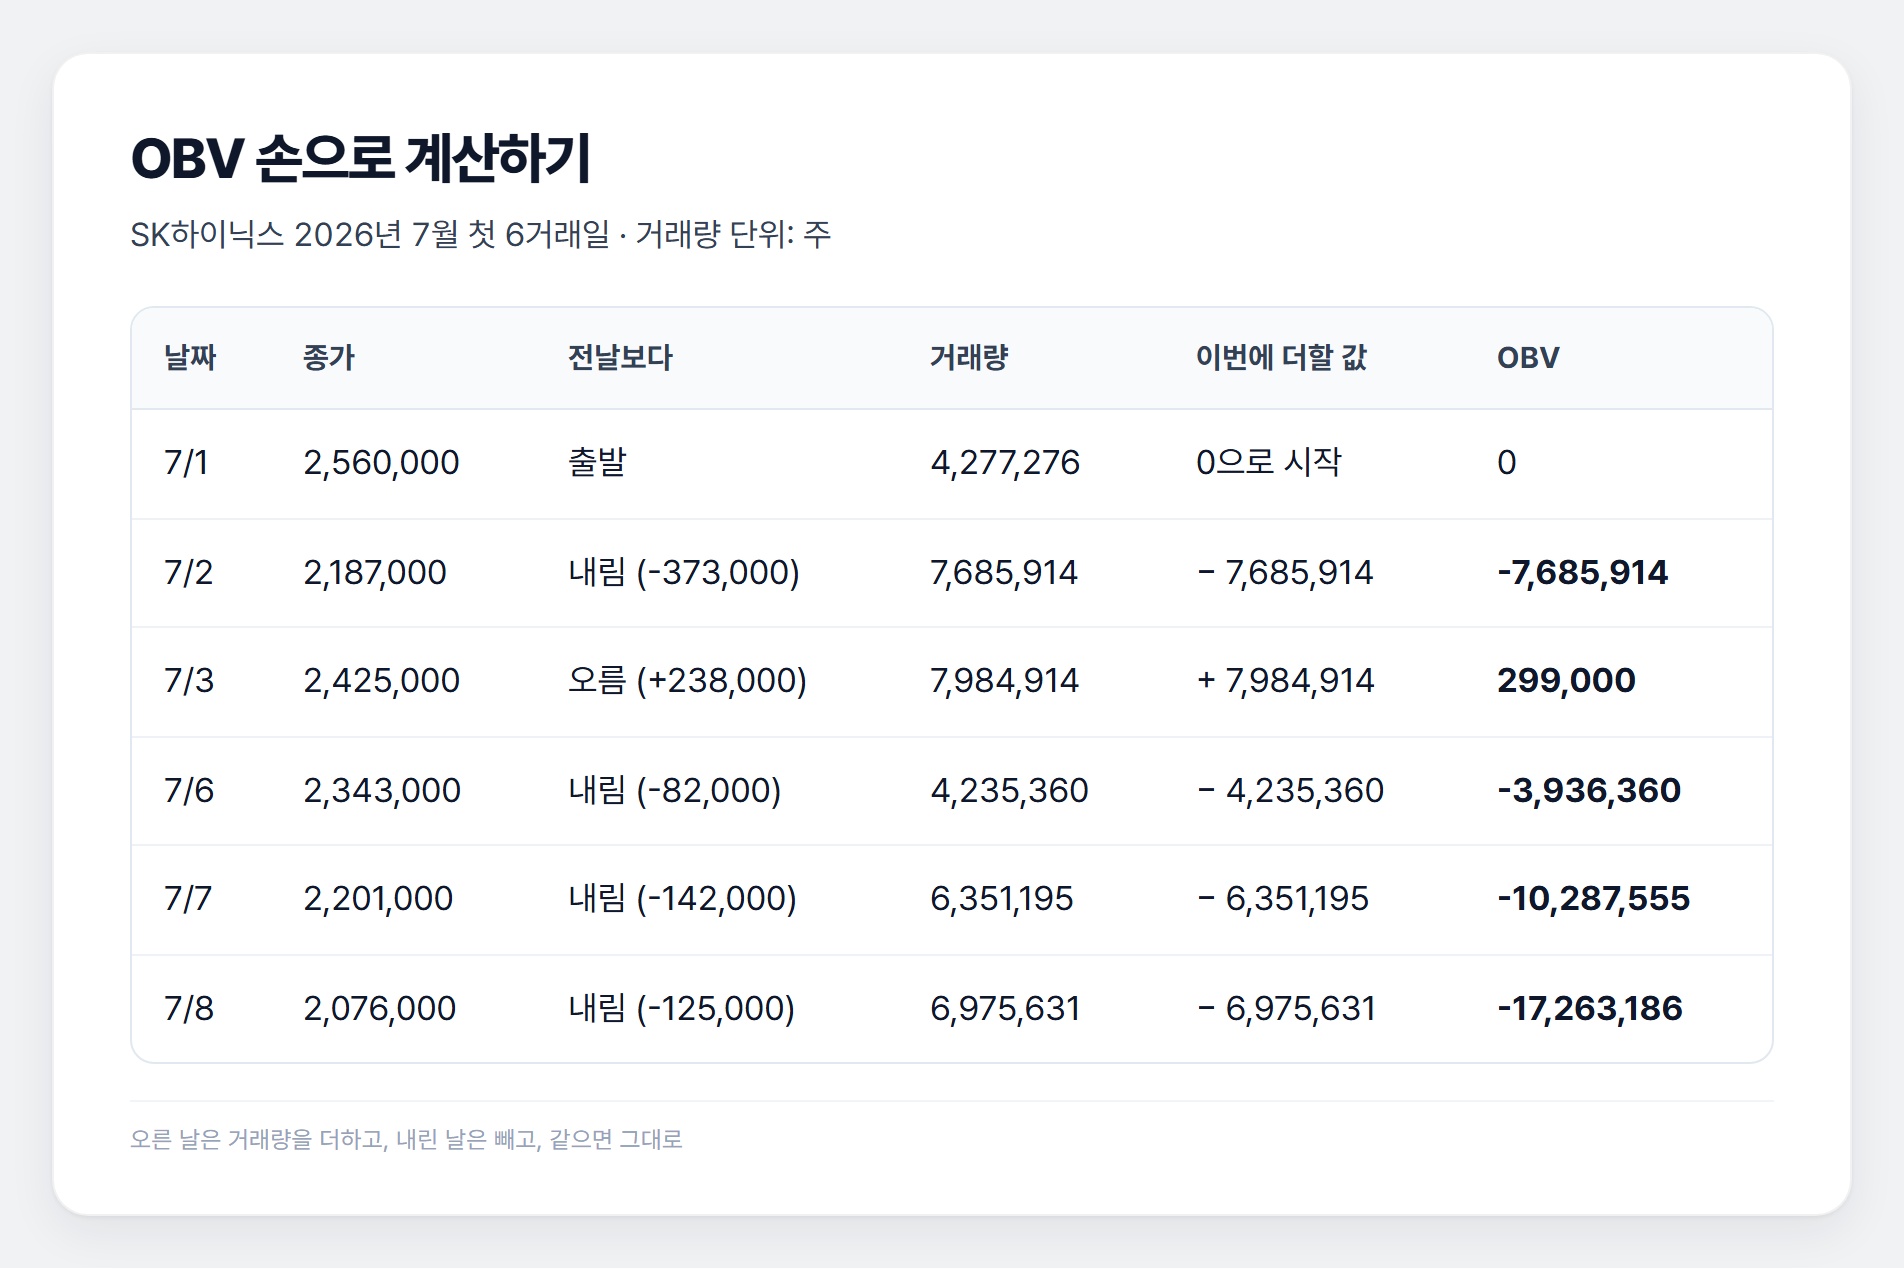 OBV 손으로 계산하기
SK하이닉스 2026년 7월 첫 6거래일 · 거래량 단위: 주
날짜 종가 전날보다 거래량 이번에 더할 값 OBV
7/1 2,560,000 출발 4,277,276 0으로 시작 0
7/2 2,187,000 내림 (-373,000) 7,685,914 − 7,685,914 -7,685,914
7/3 2,425,000 오름 (+238,000) 7,984,914 + 7,984,914 299,000
7/6 2,343,000 내림 (-82,000) 4,235,360 − 4,235,360 -3,936,360
7/7 2,201,000 내림 (-142,000) 6,351,195 − 6,351,195 -10,287,555
7/8 2,076,000 내림 (-125,000) 6,975,631 − 6,975,631 -17,263,186
오른 날은 거래량을 더하고, 내린 날은 빼고, 같으면 그대로